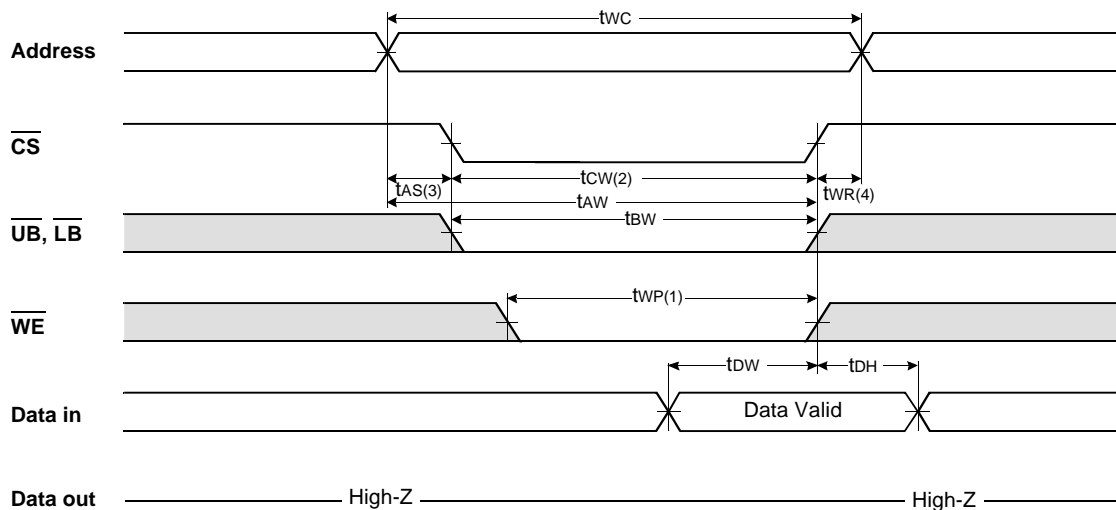 tWC
Address
CS
tAS(3) tCW(2) tWR(4)
tAW
UB, LB
tBW
tWP(1)
WE
tDW tDH
Data in Data Valid
Data out High-Z High-Z